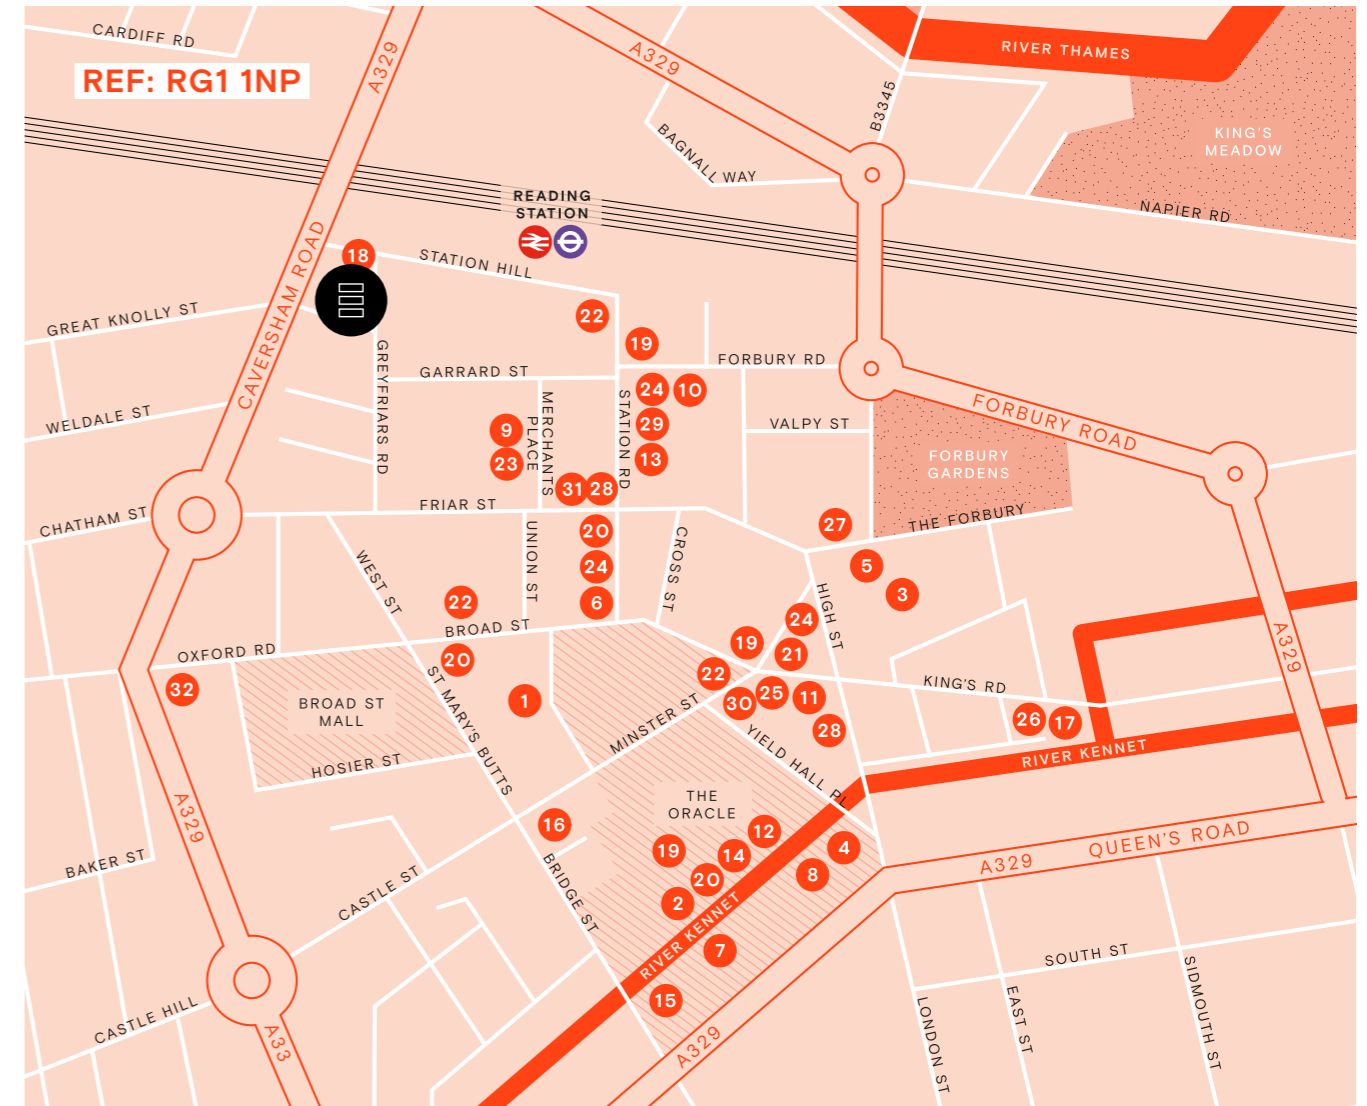 CARDIFF RD
REF: RG1 1NP
A329
A329
RIVER THAMES
B3345
KING'S
MEADOW
BAGNALL WAY
NAPIER RD
READING
STATION
18
STATION HILL
CAVERSHAM ROAD
GREAT KNOLLY ST
22
19
FORBURY RD
GREYFRIARS RD
GARRARD ST
24
10
FORBURY ROAD
WELDALE ST
MERCHANTS
PLACE
STATION RD
9
29
VALPY ST
23
13
FORBURY
GARDENS
31
28
CHATHAM ST
FRIAR ST
THE FORBURY
27
UNION ST
20
CROSS ST
WEST ST
24
5
3
22
6
HIGH ST
24
BROAD ST
19
21
A329
OXFORD RD
20
22
KING'S RD
32
ST MARY'S BUTTS
1
25
11
30
BROAD ST
MALL
MINSTER ST
28
26
17
YIELD HALL PL
RIVER KENNET
HOSIER ST
THE
ORACLE
A329
16
12
19
14
4
QUEEN'S ROAD
A329
BAKER ST
20
8
CASTLE ST
BRIDGE ST
2
RIVER KENNET
7
SOUTH ST
15
LONDON ST
EAST ST
SIDMOUTH ST
CASTLE HILL
A33
A329